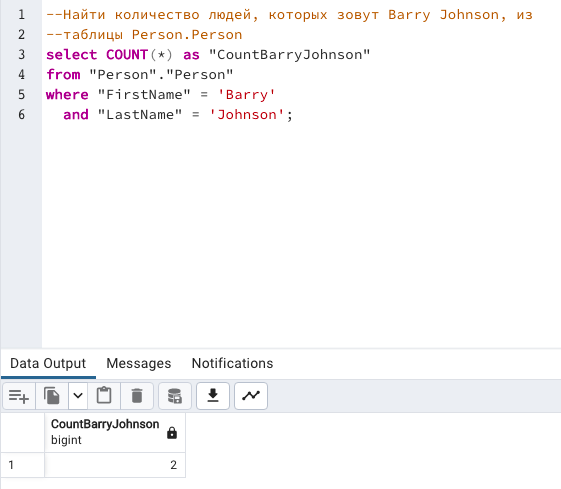 1 --Найти количество людей, которых зовут Barry Johnson, из
2 --таблицы Person.Person
3 select COUNT(*) as "CountBarryJohnson"
4 from "Person"."Person"
5 where "FirstName" = 'Barry'
6   and "LastName" = 'Johnson';
Data Output Messages Notifications
CountBarryJohnson
bigint
1 2